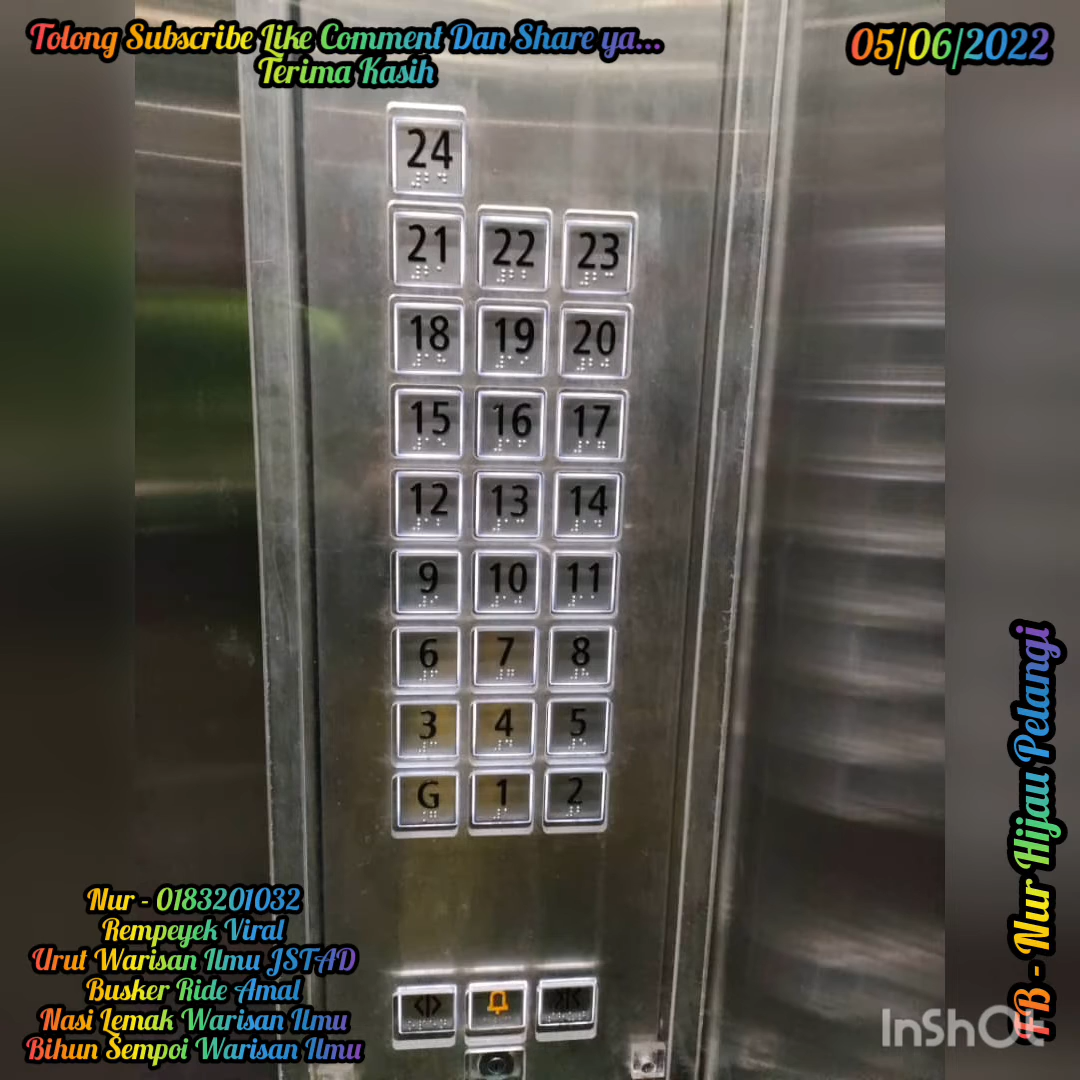 Tolong Subscribe Like Comment Dan Share ya...
Terima Kasih
05/06/2022
24
21 22 23
18 19 20
15 16 17
12 13 14
9 10 11
6 7 8
3 4 5
G 1 2
Nur - 0183201032
Rempeyek Viral
Urut Warisan Ilmu JSTAD
Busker Ride Amal
Nasi Lemak Warisan Ilmu
Bihun Sempoi Warisan Ilmu
FB - Nur Hijau Pelangi
InShOt